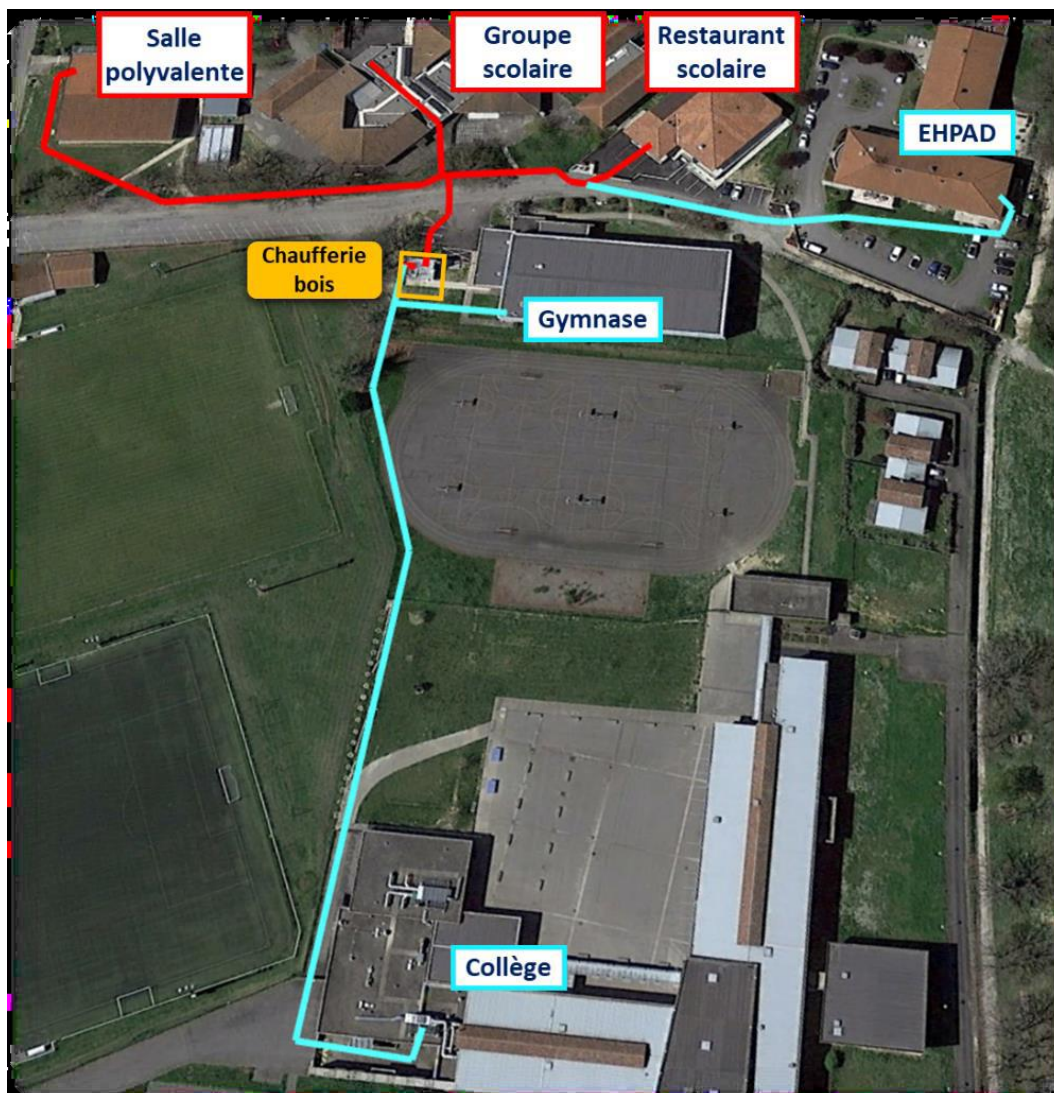 Salle
polyvalente
Groupe
scolaire
Restaurant
scolaire
EHPAD
Chaufferie
bois
Gymnase
Collège